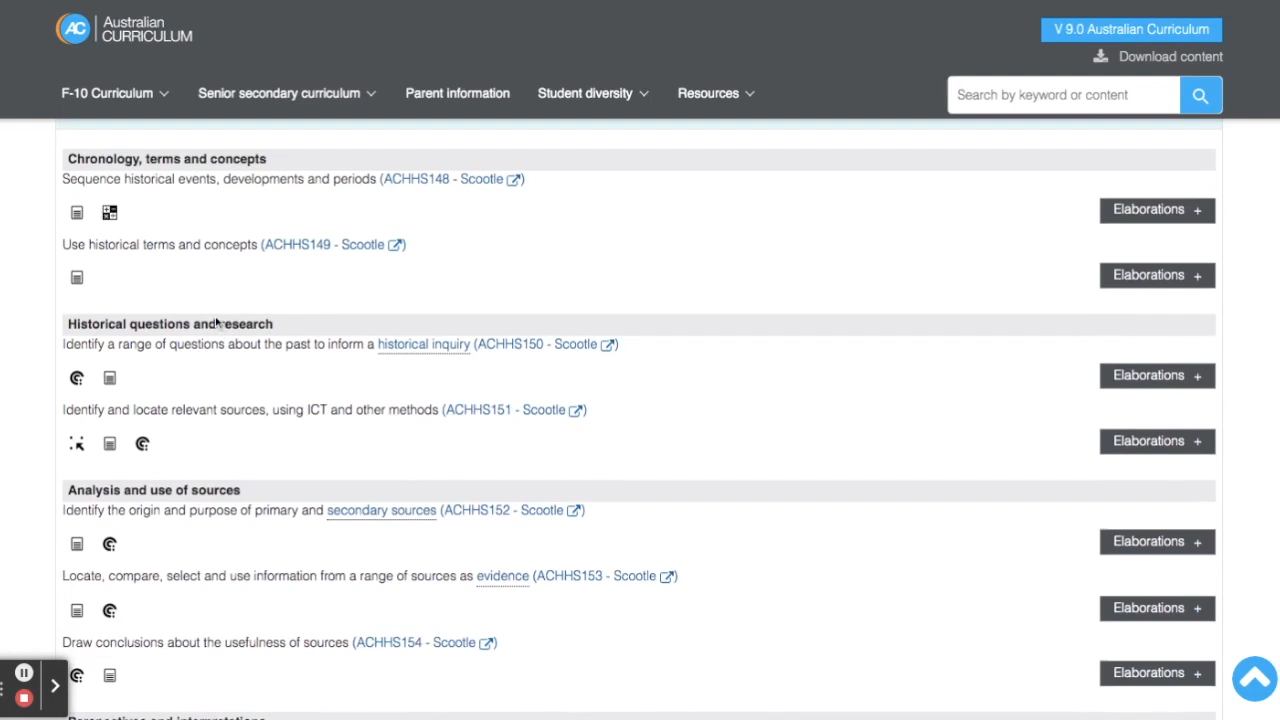 AC Australian
CURRICULUM
V 9.0 Australian Curriculum
Download content
F-10 Curriculum Senior secondary curriculum Parent information Student diversity Resources Search by keyword or content
Chronology, terms and concepts
Sequence historical events, developments and periods (ACHHS148 - Scootle )
Elaborations +
Use historical terms and concepts (ACHHS149 - Scootle )
Elaborations +
Historical questions and research
Identify a range of questions about the past to inform a historical inquiry (ACHHS150 - Scootle )
Elaborations +
Identify and locate relevant sources, using ICT and other methods (ACHHS151 - Scootle )
Elaborations +
Analysis and use of sources
Identify the origin and purpose of primary and secondary sources (ACHHS152 - Scootle )
Elaborations +
Locate, compare, select and use information from a range of sources as evidence (ACHHS153 - Scootle )
Elaborations +
Draw conclusions about the usefulness of sources (ACHHS154 - Scootle )
Elaborations +
Perspectives and interpretations